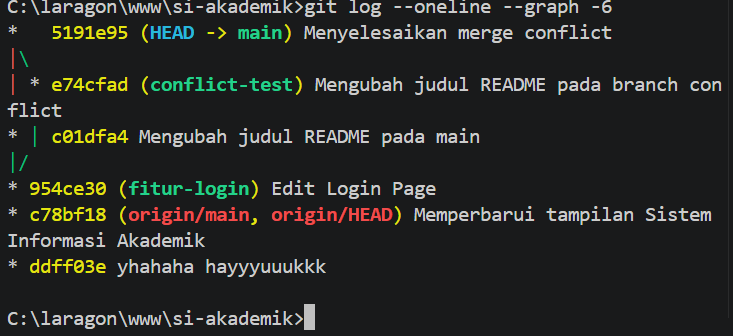 C:\laragon\www\si-akademik>git log --oneline --graph -6
*   5191e95 (HEAD -> main) Menyelesaikan merge conflict
|\
| * e74cfad (conflict-test) Mengubah judul README pada branch con
flict
* | c01dfa4 Mengubah judul README pada main
|/
* 954ce30 (fitur-login) Edit Login Page
* c78bf18 (origin/main, origin/HEAD) Memperbarui tampilan Sistem
Informasi Akademik
* ddff03e yhahaha hayyyuuukkk
C:\laragon\www\si-akademik>